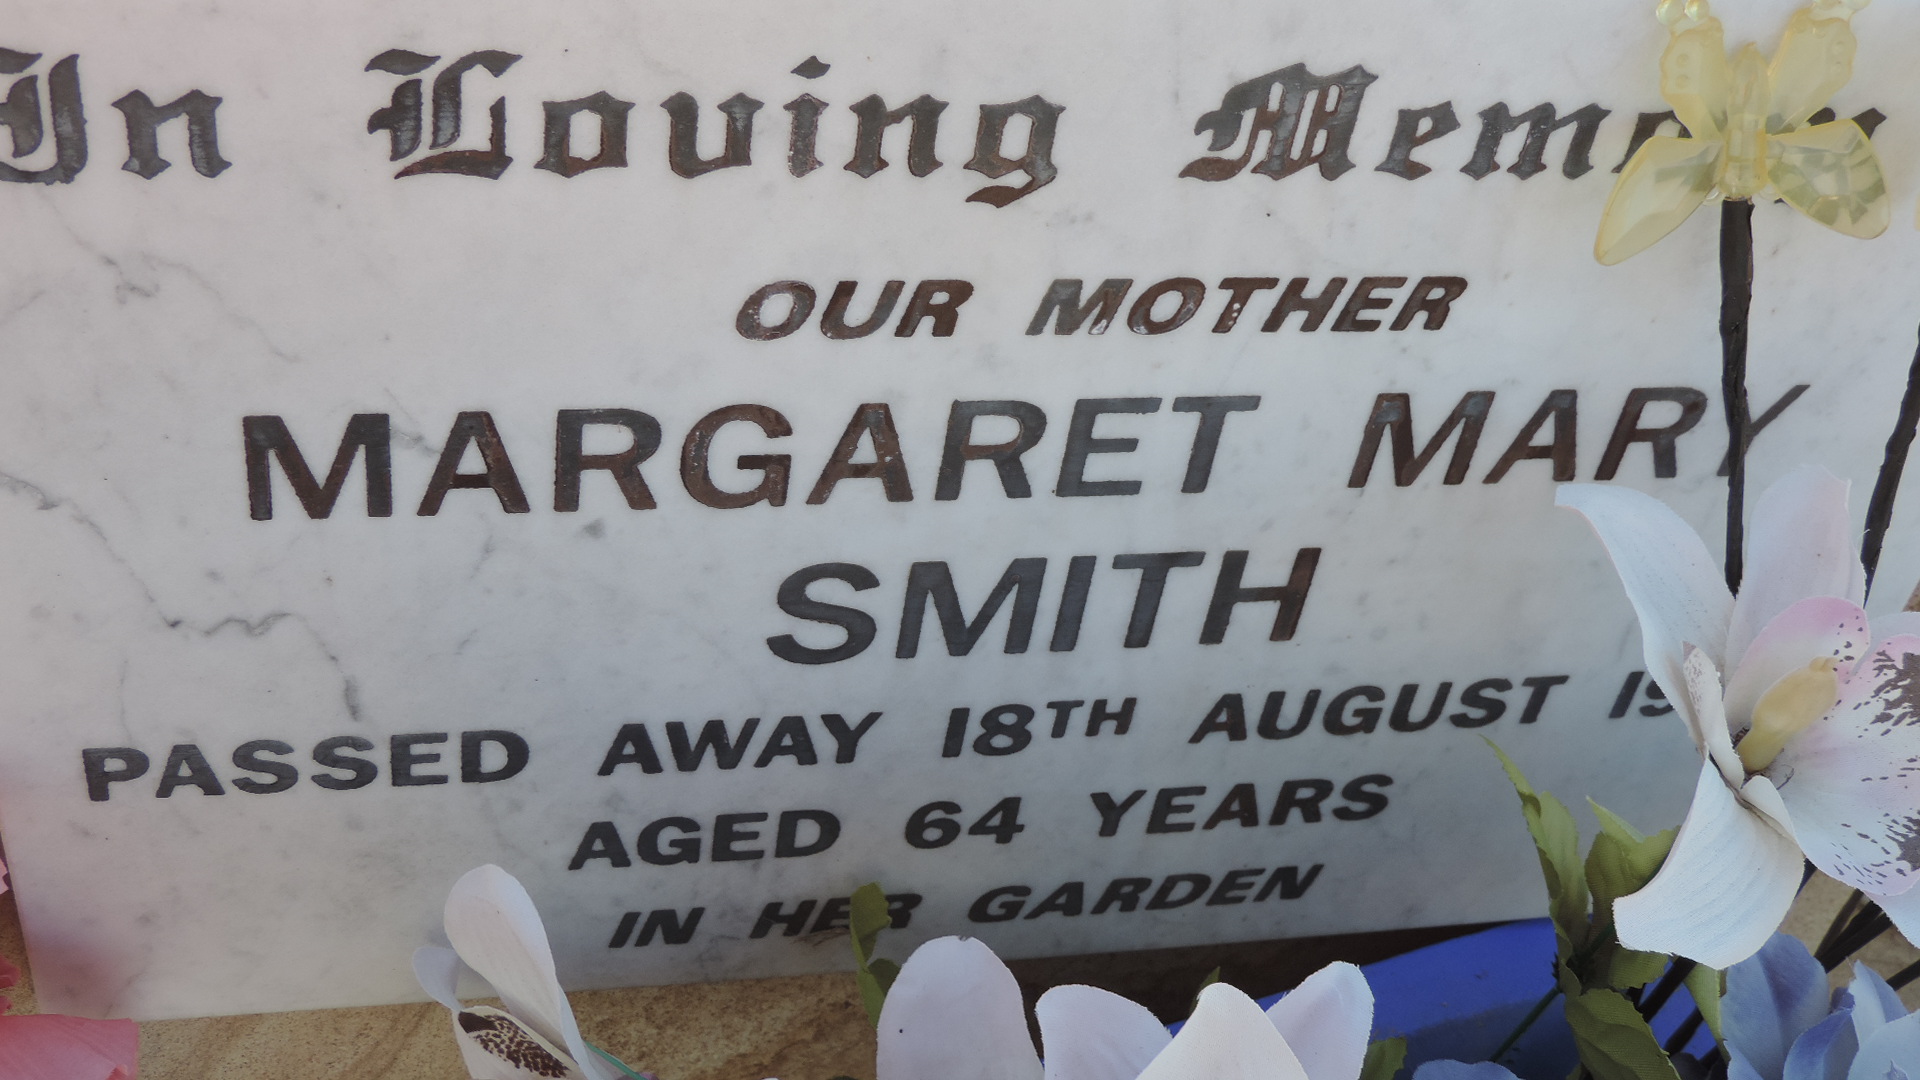 In Loving
OUR MOTHER
MARGARET MARY
SMITH
PASSED AWAY 18TH AUGUST
AGED 64 YEARS
IN HER GARDEN